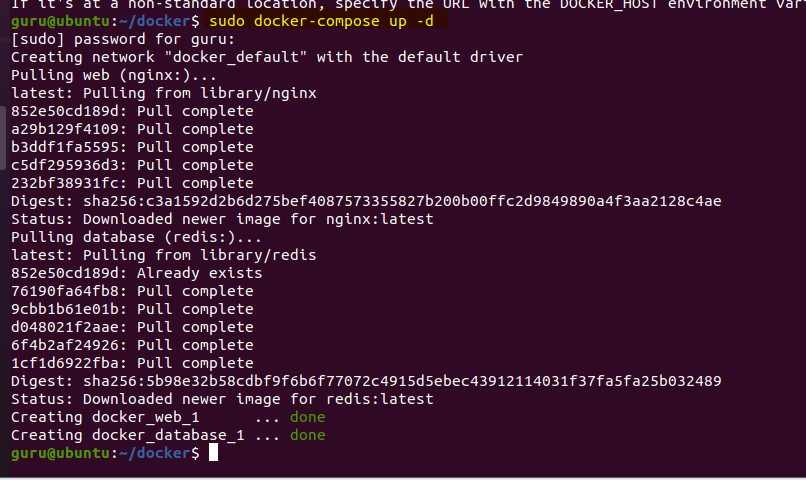 If it's at a non-standard location, specify the URL with the DOCKER_HOST environment var
guru@ubuntu:~/docker$ sudo docker-compose up -d
[sudo] password for guru:
Creating network "docker_default" with the default driver
Pulling web (nginx:)...
latest: Pulling from library/nginx
852e50cd189d: Pull complete
a29b129f4109: Pull complete
b3ddf1fa5595: Pull complete
c5df295936d3: Pull complete
232bf38931fc: Pull complete
Digest: sha256:c3a1592d2b6d275bef4087573355827b200b00ffc2d9849890a4f3aa2128c4ae
Status: Downloaded newer image for nginx:latest
Pulling database (redis:)...
latest: Pulling from library/redis
852e50cd189d: Already exists
76190fa64fb8: Pull complete
9cbb1b61e01b: Pull complete
d048021f2aae: Pull complete
6f4b2af24926: Pull complete
1cf1d6922fba: Pull complete
Digest: sha256:5b98e32b58cdbf9f6b6f77072c4915d5ebec43912114031f37fa5fa25b032489
Status: Downloaded newer image for redis:latest
Creating docker_web_1      ... done
Creating docker_database_1 ... done
guru@ubuntu:~/docker$